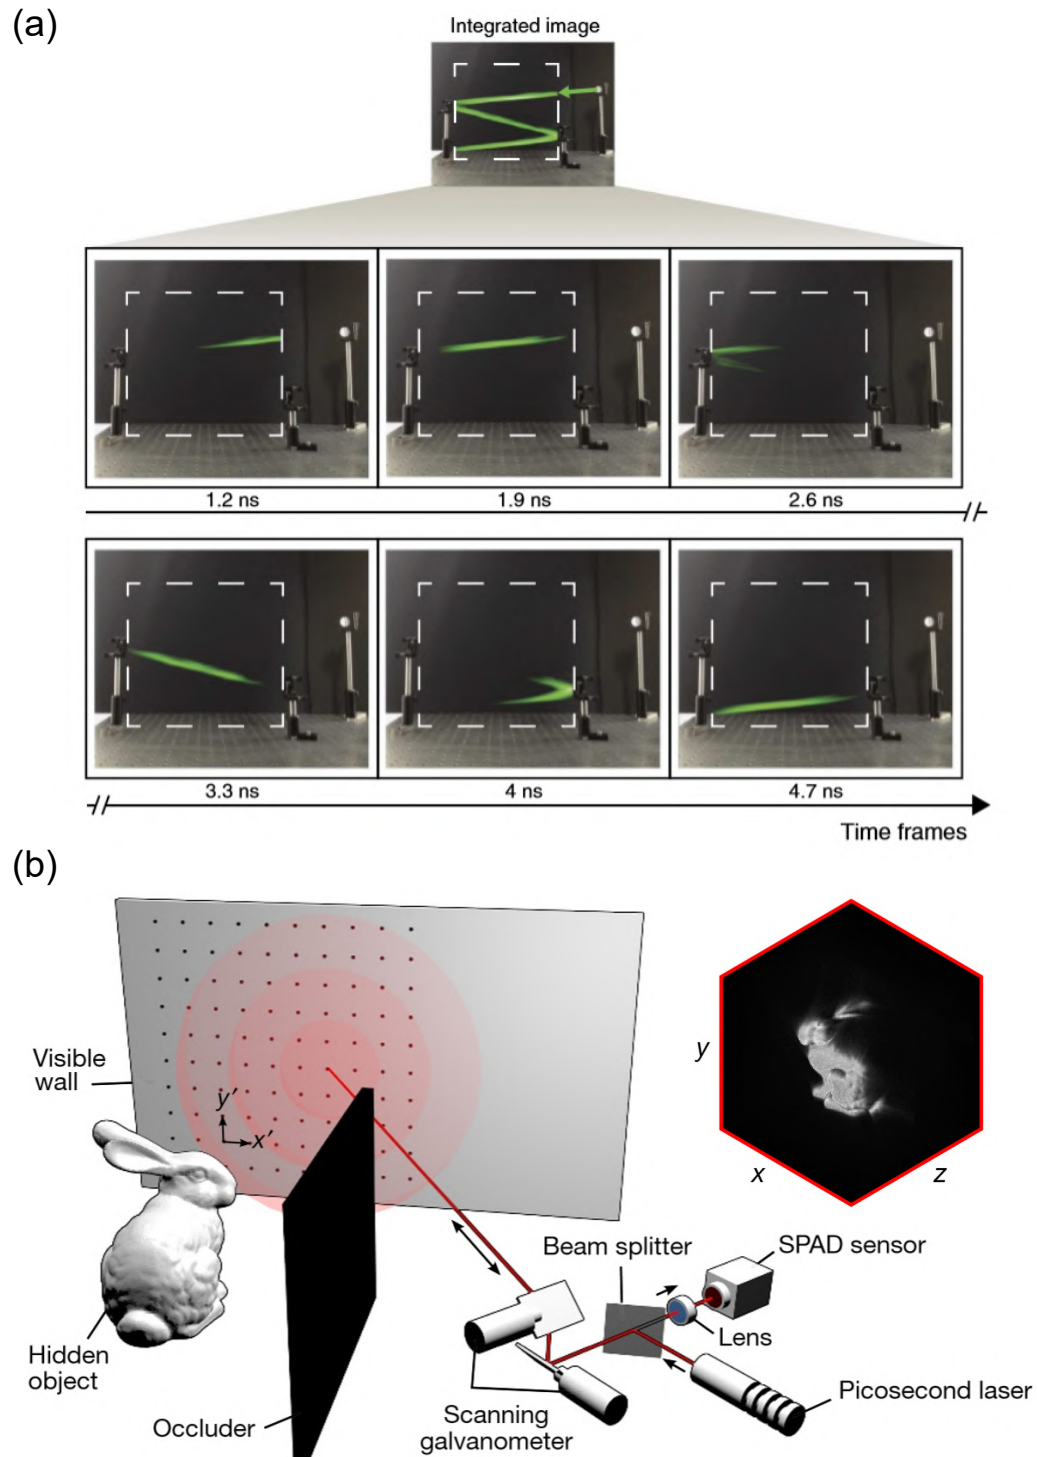 (a)
Integrated image
1.2 ns
1.9 ns
2.6 ns
3.3 ns
4 ns
4.7 ns
Time frames
(b)
Visible
wall
y′
x′
y
x
z
Hidden
object
Occluder
Scanning
galvanometer
Beam splitter
SPAD sensor
Lens
Picosecond laser